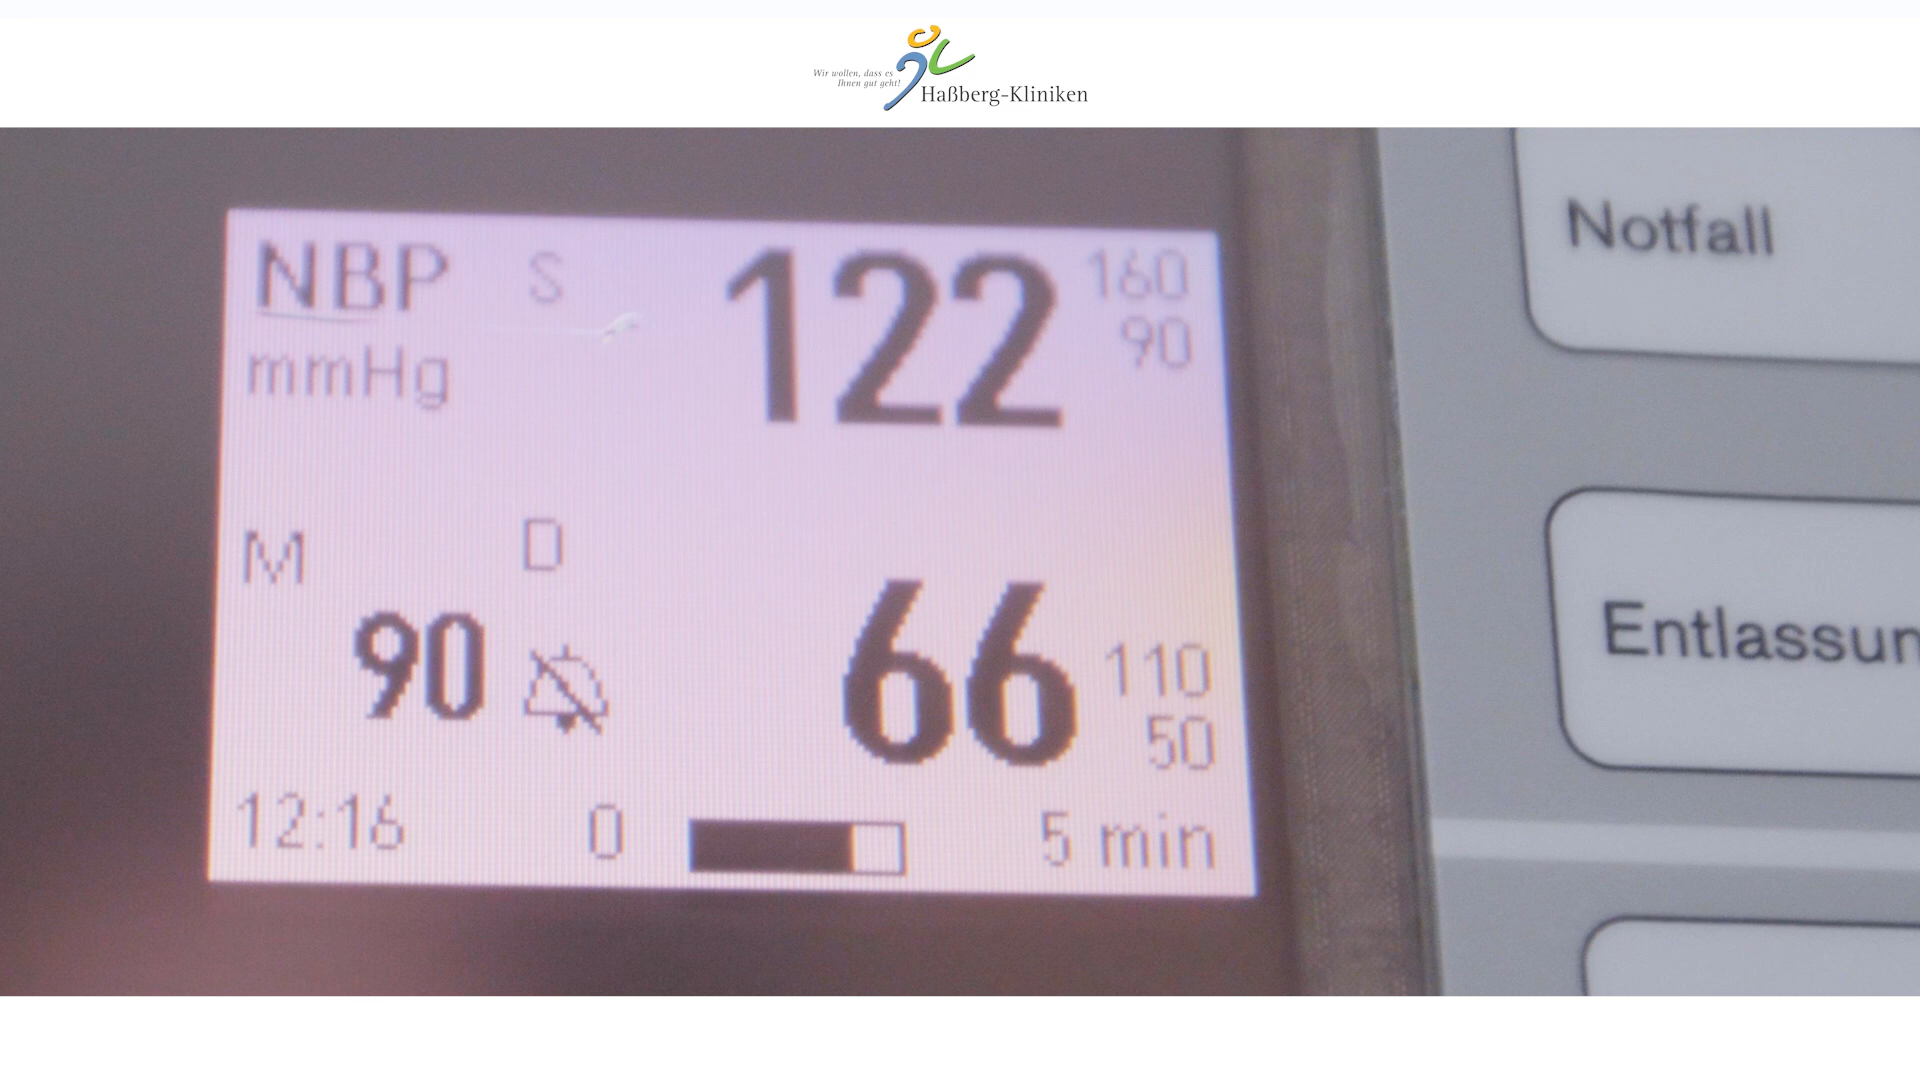 Wir wollen, dass es
Ihnen gut geht!
Haßberg-Kliniken
NBP S 122 160
90
mmHg
M D
90 66 110
50
12:16 0 5 min
Notfall
Entlassun